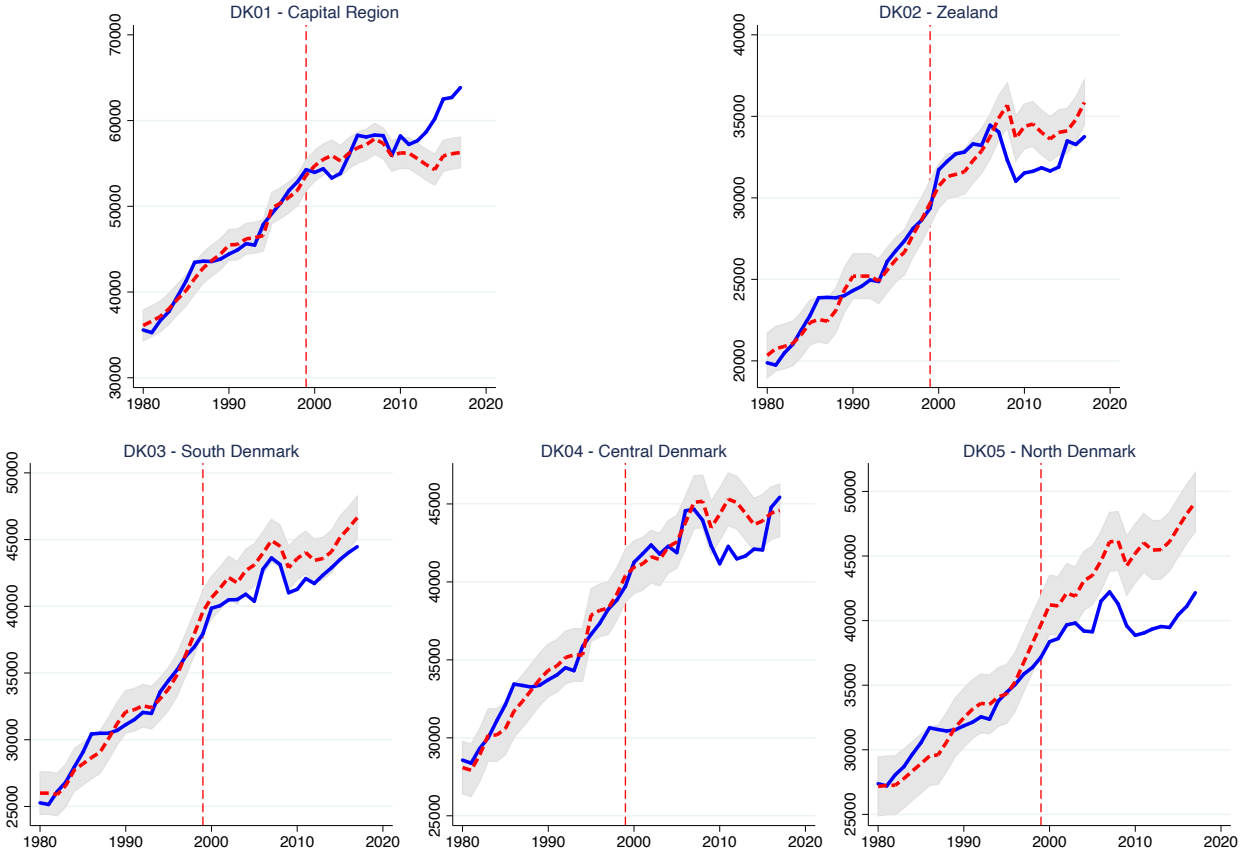 DK01 - Capital Region
70000
60000
50000
40000
30000
1980 1990 2000 2010 2020
DK02 - Zealand
40000
35000
30000
25000
20000
1980 1990 2000 2010 2020
DK03 - South Denmark
50000
45000
40000
35000
30000
25000
1980 1990 2000 2010 2020
DK04 - Central Denmark
45000
40000
35000
30000
25000
1980 1990 2000 2010 2020
DK05 - North Denmark
50000
45000
40000
35000
30000
25000
1980 1990 2000 2010 2020